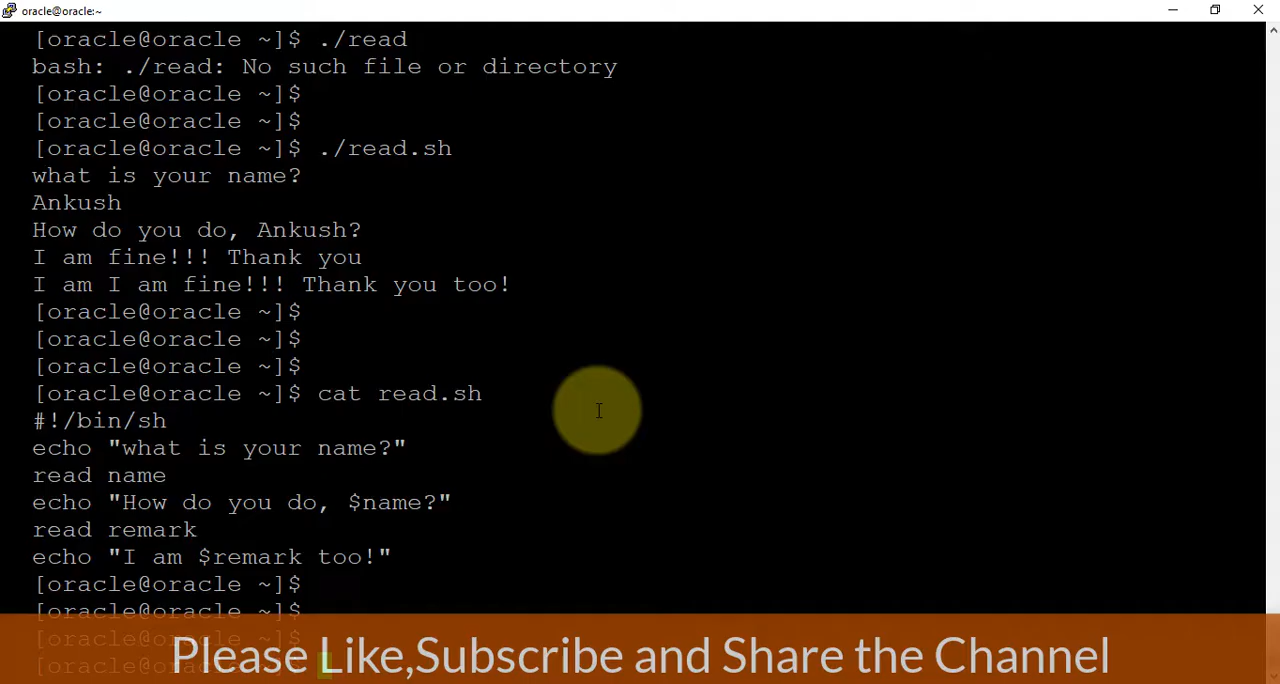 oracle@oracle:~
[oracle@oracle ~]$ ./read
bash: ./read: No such file or directory
[oracle@oracle ~]$
[oracle@oracle ~]$
[oracle@oracle ~]$ ./read.sh
what is your name?
Ankush
How do you do, Ankush?
I am fine!!! Thank you
I am I am fine!!! Thank you too!
[oracle@oracle ~]$
[oracle@oracle ~]$
[oracle@oracle ~]$
[oracle@oracle ~]$ cat read.sh
#!/bin/sh
echo "what is your name?"
read name
echo "How do you do, $name?"
read remark
echo "I am $remark too!"
[oracle@oracle ~]$
[oracle@oracle ~]$
[oracle@oracle ~]$
[oracle@oracle ~]$
Please Like,Subscribe and Share the Channel